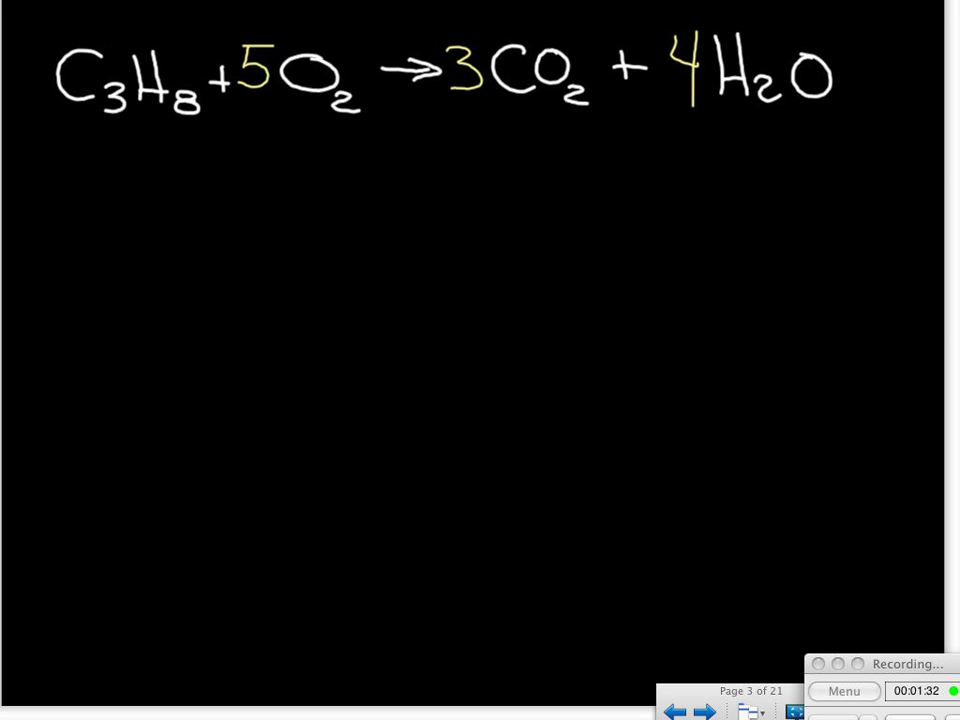 C₃H₈ + 5O₂ → 3CO₂ + 4H₂O
Recording...
Page 3 of 21
Menu
00:01:32